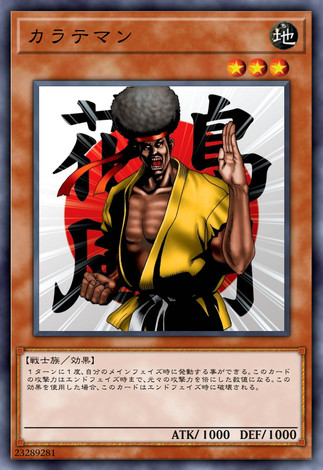 カラテマン
地
花鳥風
【戦士族／効果】
１ターンに１度、自分のメインフェイズ時に発動する事ができる。このカード
の攻撃力はエンドフェイズ時まで、元々の攻撃力を倍にした数値になる。この
効果を使用した場合、このカードはエンドフェイズ時に破壊される。
ATK/ 1000 DEF/ 1000
23289281